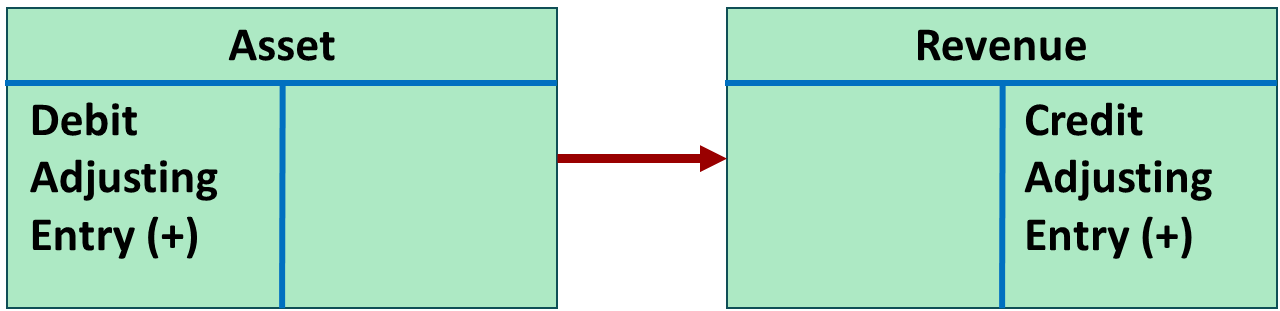 Asset
Debit
Adjusting
Entry (+)
Revenue
Credit
Adjusting
Entry (+)